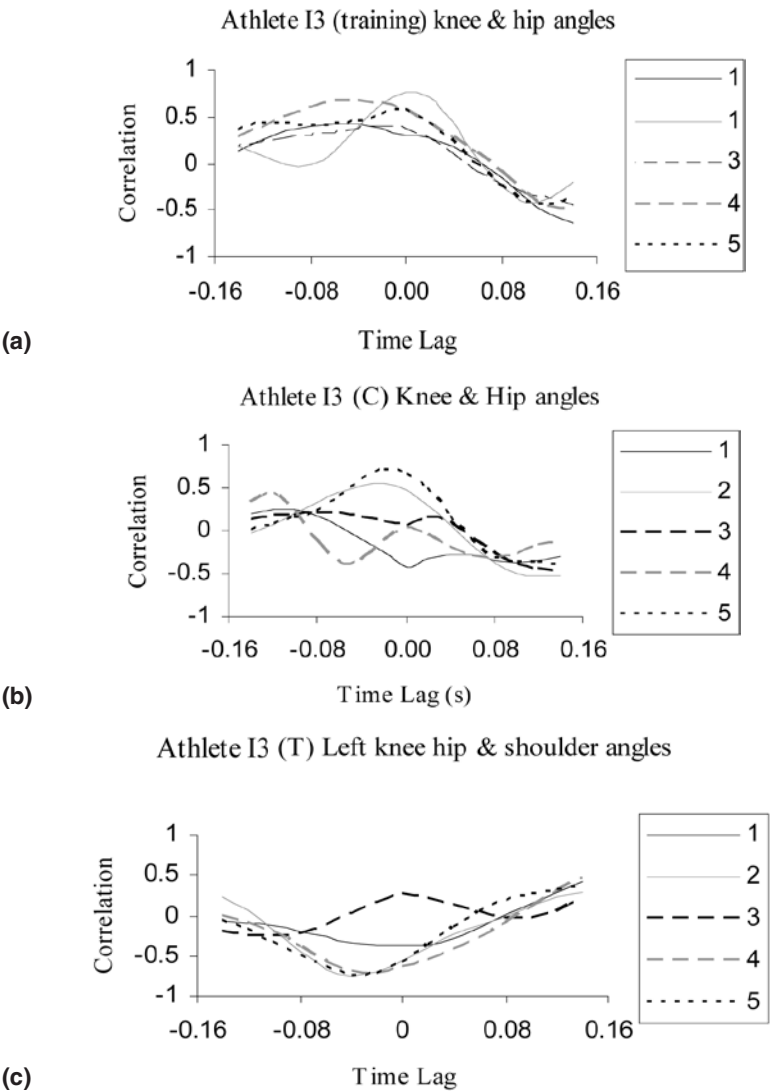 Athlete I3 (training) knee & hip angles
1
0.5
0
-0.5
-1
Correlation
-0.16 -0.08 0.00 0.08 0.16
Time Lag
1
1
3
4
5
(a)
Athlete I3 (C) Knee & Hip angles
1
0.5
0
-0.5
-1
Correlation
-0.16 -0.08 0.00 0.08 0.16
Time Lag (s)
1
2
3
4
5
(b)
Athlete I3 (T) Left knee hip & shoulder angles
1
0.5
0
-0.5
-1
Correlation
-0.16 -0.08 0 0.08 0.16
Time Lag
1
2
3
4
5
(c)